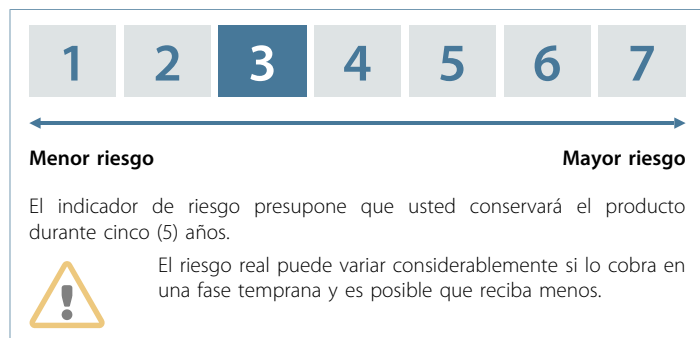 1 2 3 4 5 6 7
Menor riesgo Mayor riesgo
El indicador de riesgo presupone que usted conservará el producto
durante cinco (5) años.
El riesgo real puede variar considerablemente si lo cobra en
una fase temprana y es posible que reciba menos.